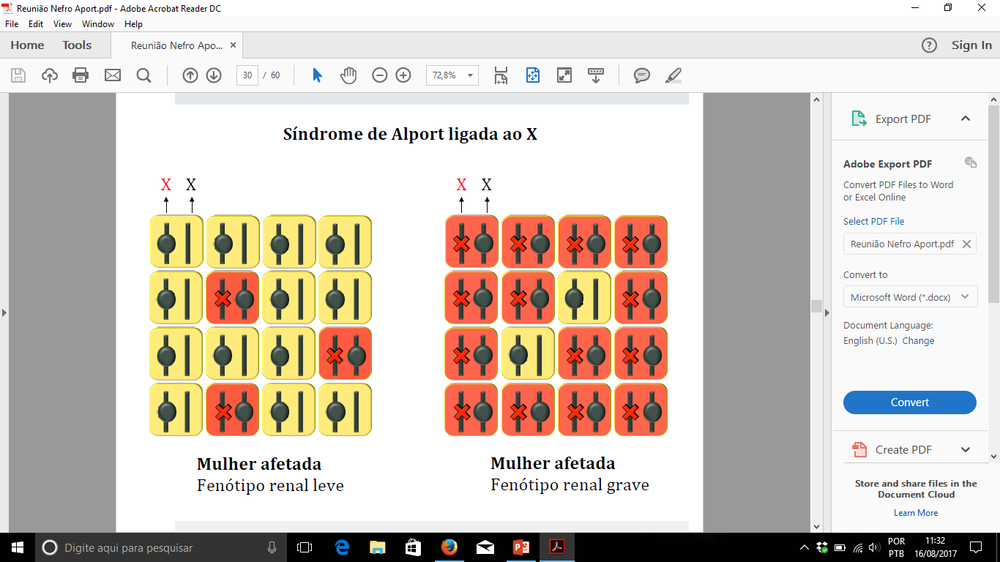 Reunião Nefro Aport.pdf - Adobe Acrobat Reader DC
File Edit View Window Help
Home Tools Reunião Nefro Apo... × Sign In
30 / 60 72,8%
Síndrome de Alport ligada ao X
X X X X
Mulher afetada
Fenótipo renal leve
Mulher afetada
Fenótipo renal grave
Export PDF
Adobe Export PDF
Convert PDF Files to Word
or Excel Online
Select PDF File
Reunião Nefro Aport.pdf
Convert to
Microsoft Word (*.docx)
Document Language:
English (U.S.) Change
Convert
Create PDF
Store and share files in the
Document Cloud
Learn More
Digite aqui para pesquisar
POR
PTB
11:32
16/08/2017